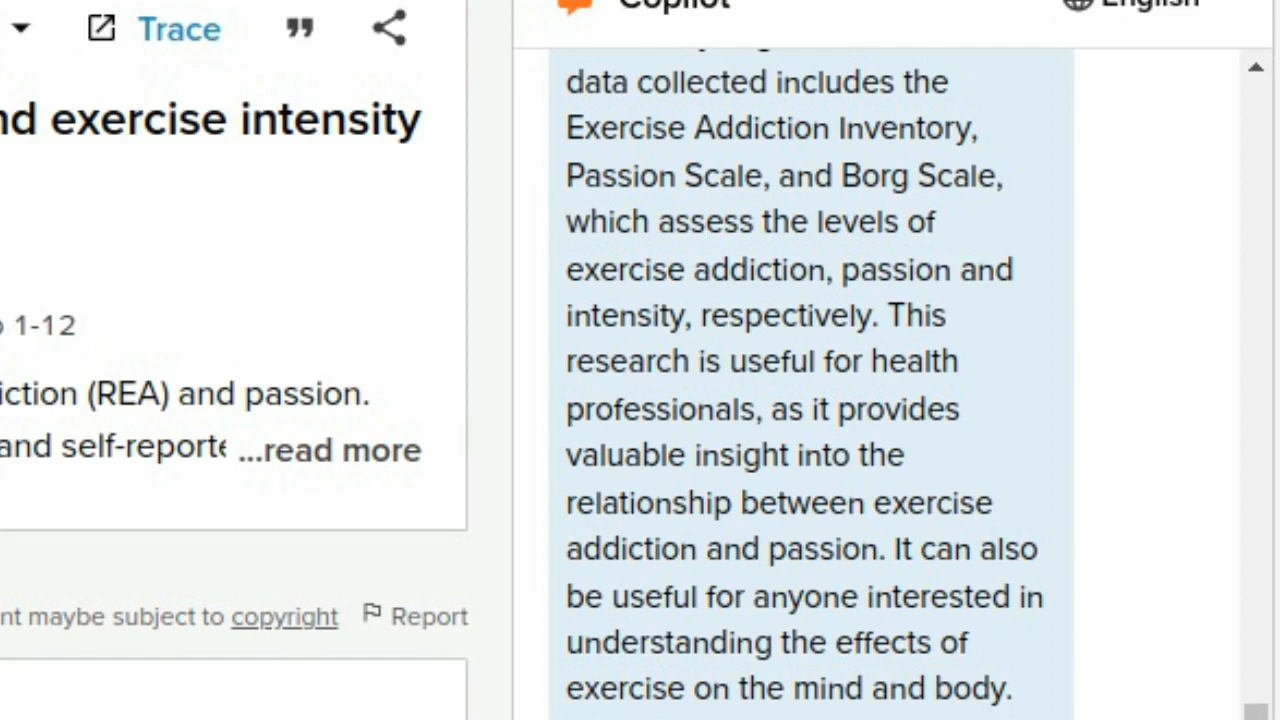 Trace
nd exercise intensity
1-12
iction (REA) and passion.
and self-reporte ...read more
nt maybe subject to copyright Report
Copilot English
data collected includes the
Exercise Addiction Inventory,
Passion Scale, and Borg Scale,
which assess the levels of
exercise addiction, passion and
intensity, respectively. This
research is useful for health
professionals, as it provides
valuable insight into the
relationship between exercise
addiction and passion. It can also
be useful for anyone interested in
understanding the effects of
exercise on the mind and body.